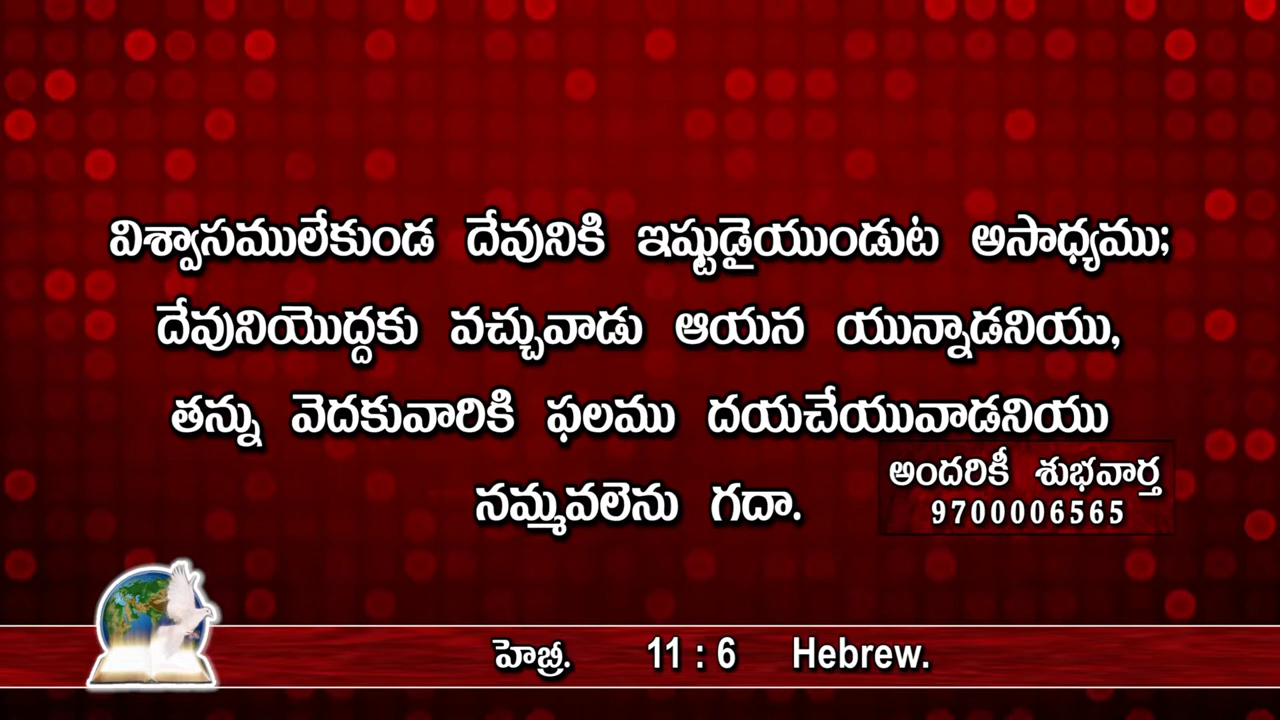 విశ్వాసములేకుండ దేవునికి ఇష్టుడైయుండుట అసాధ్యము;
దేవునియొద్దకు వచ్చువాడు ఆయన యున్నాడనియు,
తన్ను వెదకువారికి ఫలము దయచేయువాడనియు
నమ్మవలెను గదా.
అందరికీ శుభవార్త
9700006565
హెబ్రీ. 11 : 6 Hebrew.